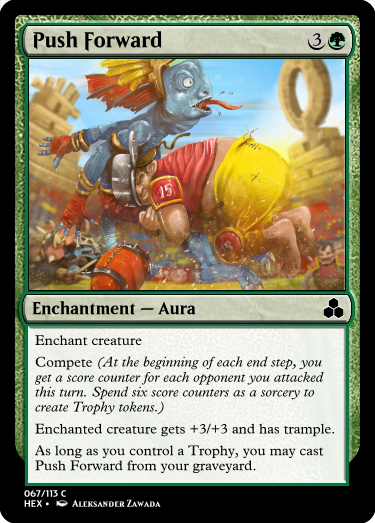 Push Forward 3
15
Enchantment — Aura
Enchant creature
Compete (At the beginning of each end step, you
get a score counter for each opponent you attacked
this turn. Spend six score counters as a sorcery to
create Trophy tokens.)
Enchanted creature gets +3/+3 and has trample.
As long as you control a Trophy, you may cast
Push Forward from your graveyard.
067/113 C
HEX • Aleksander Zawada